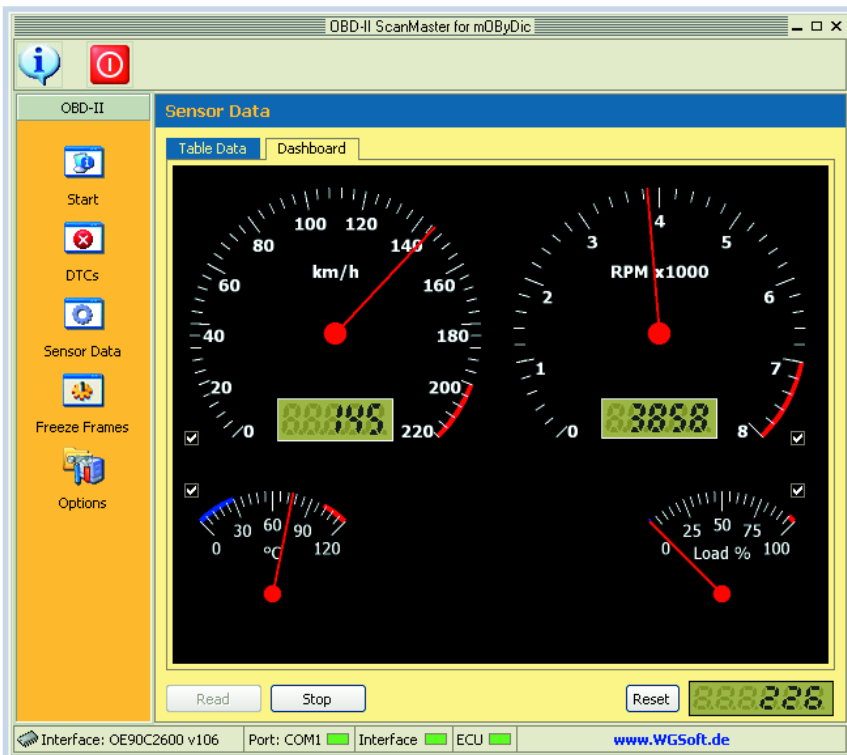 OBD-II ScanMaster for mOByDic
OBD-II
Sensor Data
Table Data Dashboard
Start
DTCs
Sensor Data
Freeze Frames
Options
0 20 40 60 80 100 120 140 160 180 200 220
km/h
145
0 1 2 3 4 5 6 7 8
RPM x1000
3858
0 30 60 90 120
°C
0 25 50 75 100
Load %
Read Stop Reset 226
Interface: OE90C2600 v106 Port: COM1 Interface ECU www.WGSoft.de